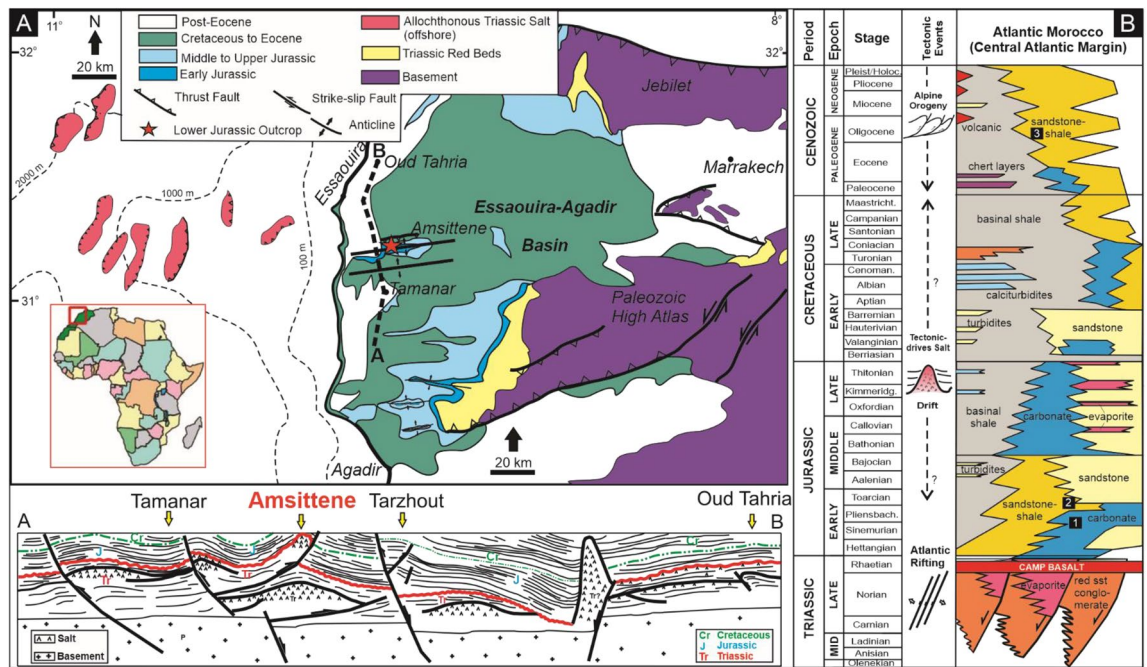 A
11°
8°
32°
32°
N
20 km
Post-Eocene
Cretaceous to Eocene
Middle to Upper Jurassic
Early Jurassic
Allochthonous Triassic Salt
(offshore)
Triassic Red Beds
Basement
Thrust Fault
Strike-slip Fault
Anticline
Lower Jurassic Outcrop
Jebilet
Marrakech
2000 m
1000 m
100 m
Essaouira
B
Oud Tahria
Essaouira-Agadir
Basin
Amsittene
Tamanar
A
31°
Paleozoic
High Atlas
Agadir
20 km
A
Tamanar
Amsittene
Tarzhout
Oud Tahria
B
Cr
J
Tr
Cr
J
Tr
Tr
Cr
J
Tr?
Cr
P
Salt
Basement
Cr Cretaceous
J Jurassic
Tr Triassic
B
Period
Epoch
Stage
Tectonic
Events
Atlantic Morocco
(Central Atlantic Margin)
CENOZOIC
NEOGENE
PALEOGENE
Pleist/Holoc.
Pliocene
Miocene
Oligocene
Eocene
Paleocene
Alpine
Orogeny
volcanic
sandstone-
shale
3
chert layers
CRETACEOUS
LATE
EARLY
Maastricht.
Campanian
Santonian
Coniacian
Turonian
Cenoman.
Albian
Aptian
Barremian
Hauterivian
Valanginian
Berriasian
?
Tectonic-
drives Salt
basinal shale
calciturbidites
turbidites
sandstone
JURASSIC
LATE
MIDDLE
EARLY
Thitonian
Kimmeridg.
Oxfordian
Callovian
Bathonian
Bajocian
Aalenian
Toarcian
Pliensbach.
Sinemurian
Hettangian
Drift
?
basinal
shale
carbonate
evaporite
turbidites
sandstone
sandstone-
shale
2
1
carbonate
TRIASSIC
LATE
MID
Rhaetian
Norian
Carnian
Ladinian
Anisian
Olenekian
Atlantic
Rifting
CAMP BASALT
evaporite
red sst
conglo-
merate